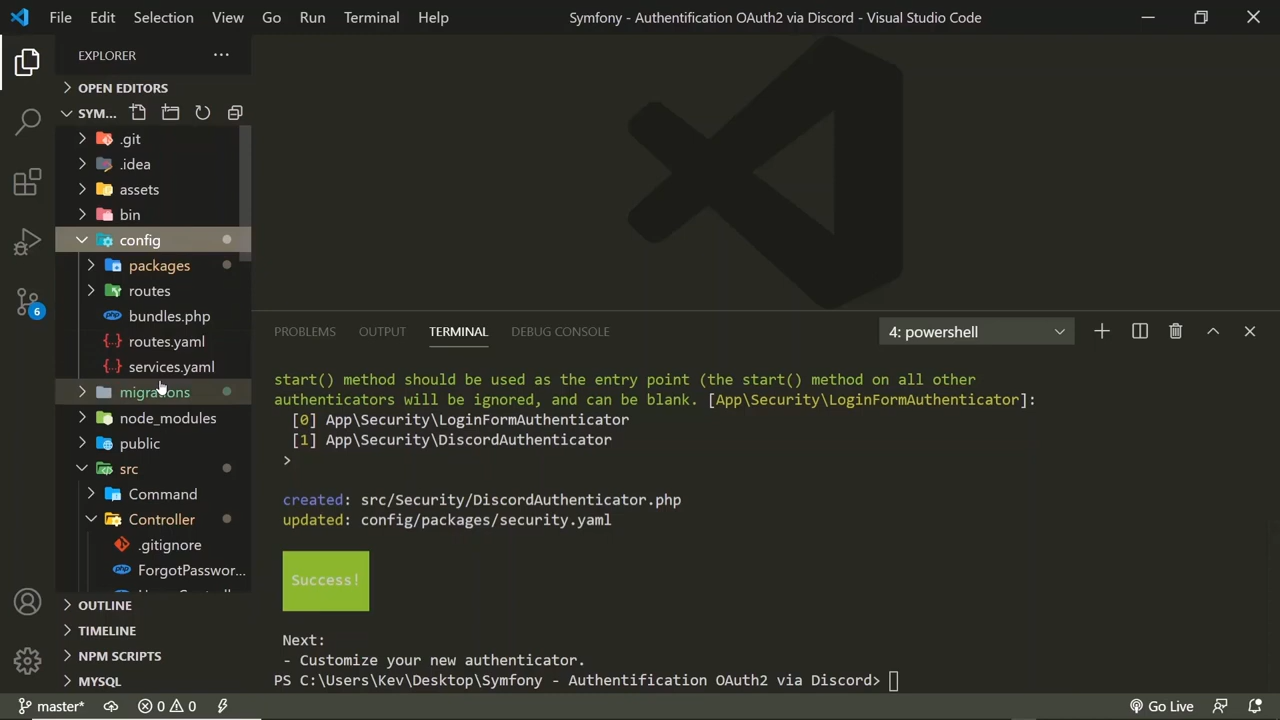 File Edit Selection View Go Run Terminal Help
Symfony - Authentification OAuth2 via Discord - Visual Studio Code
EXPLORER
OPEN EDITORS
SYM...
.git
.idea
assets
bin
config
packages
routes
bundles.php
routes.yaml
services.yaml
migrations
node_modules
public
src
Command
Controller
.gitignore
ForgotPasswor...
OUTLINE
TIMELINE
NPM SCRIPTS
MYSQL
6
PROBLEMS OUTPUT TERMINAL DEBUG CONSOLE
4: powershell
start() method should be used as the entry point (the start() method on all other
authenticators will be ignored, and can be blank. [App\Security\LoginFormAuthenticator]:
[0] App\Security\LoginFormAuthenticator
[1] App\Security\DiscordAuthenticator
>
created: src/Security/DiscordAuthenticator.php
updated: config/packages/security.yaml
Success!
Next:
- Customize your new authenticator.
PS C:\Users\Kev\Desktop\Symfony - Authentification OAuth2 via Discord>
master*
0 0
Go Live